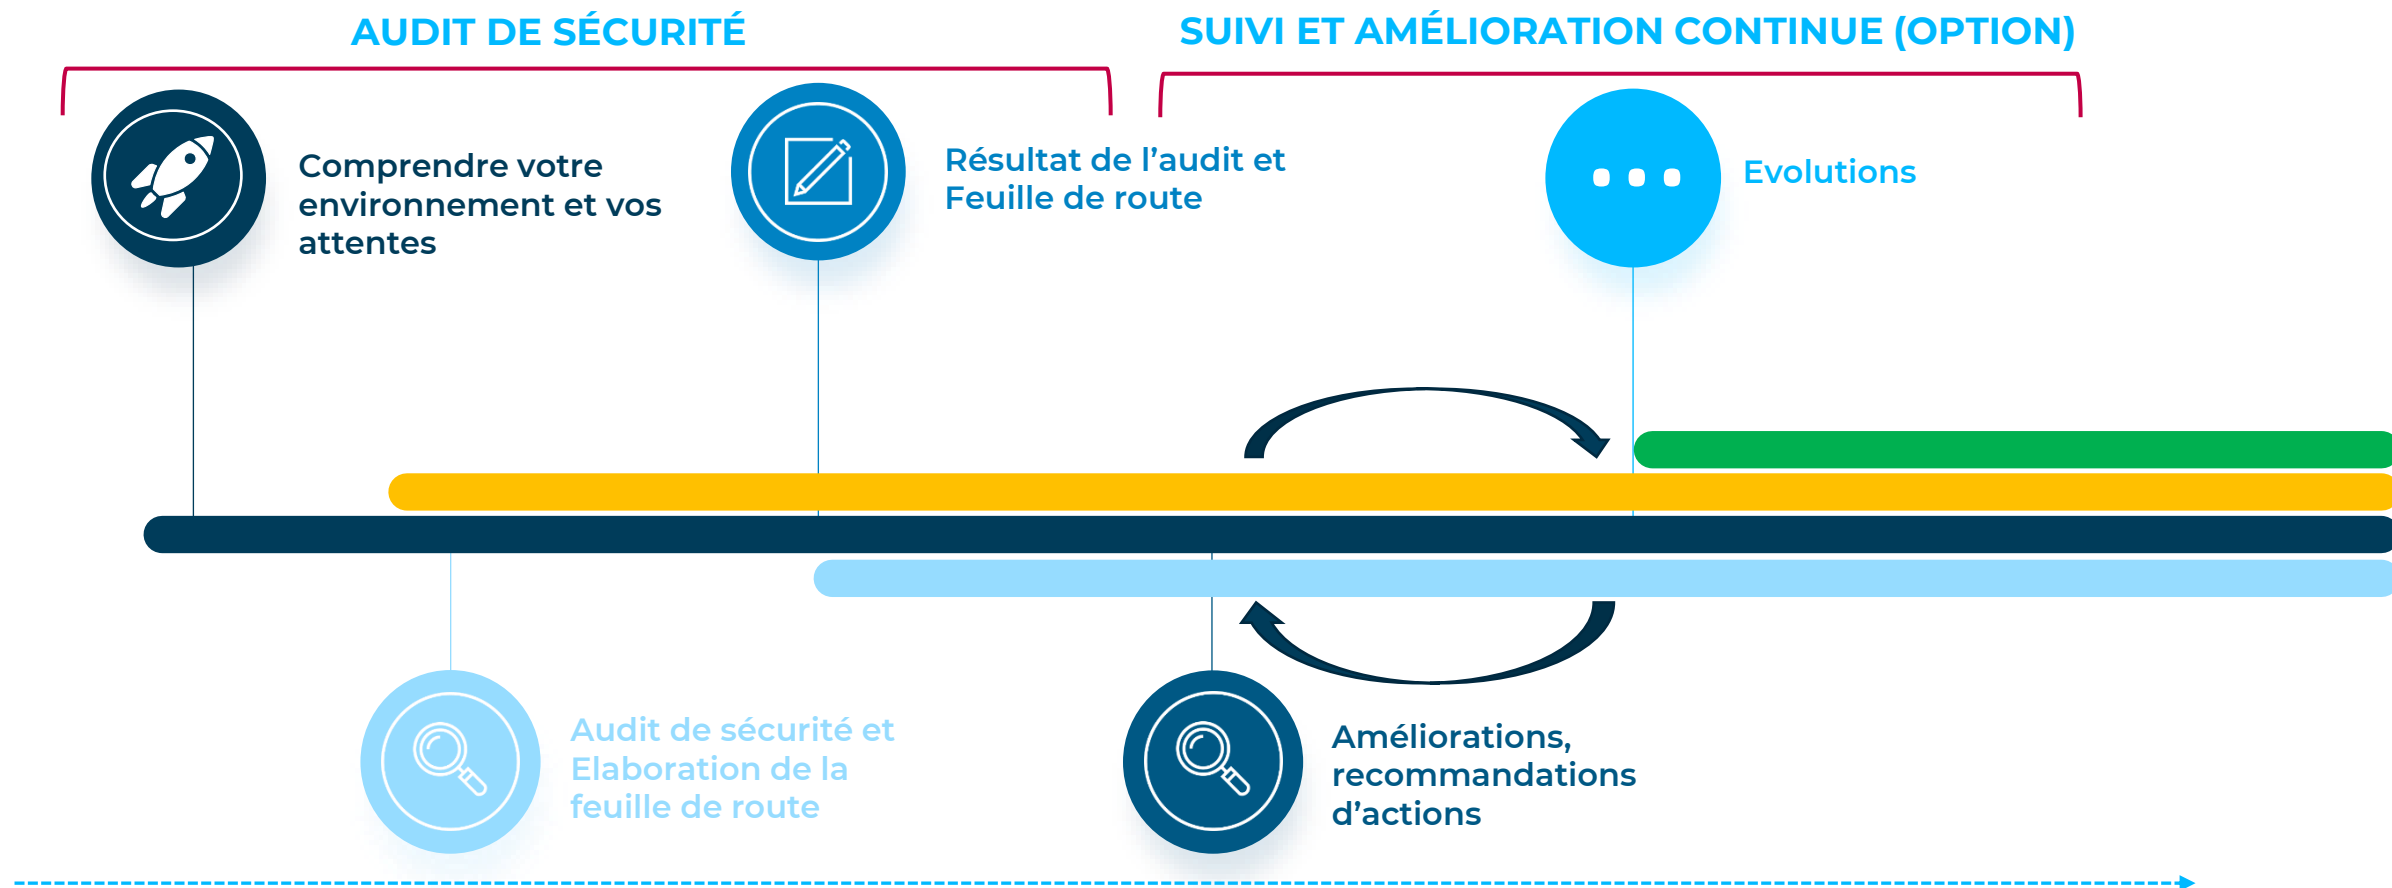 AUDIT DE SÉCURITÉ
SUIVI ET AMÉLIORATION CONTINUE (OPTION)
Comprendre votre
environnement et vos
attentes
Résultat de l’audit et
Feuille de route
Evolutions
Audit de sécurité et
Elaboration de la
feuille de route
Améliorations,
recommandations
d’actions